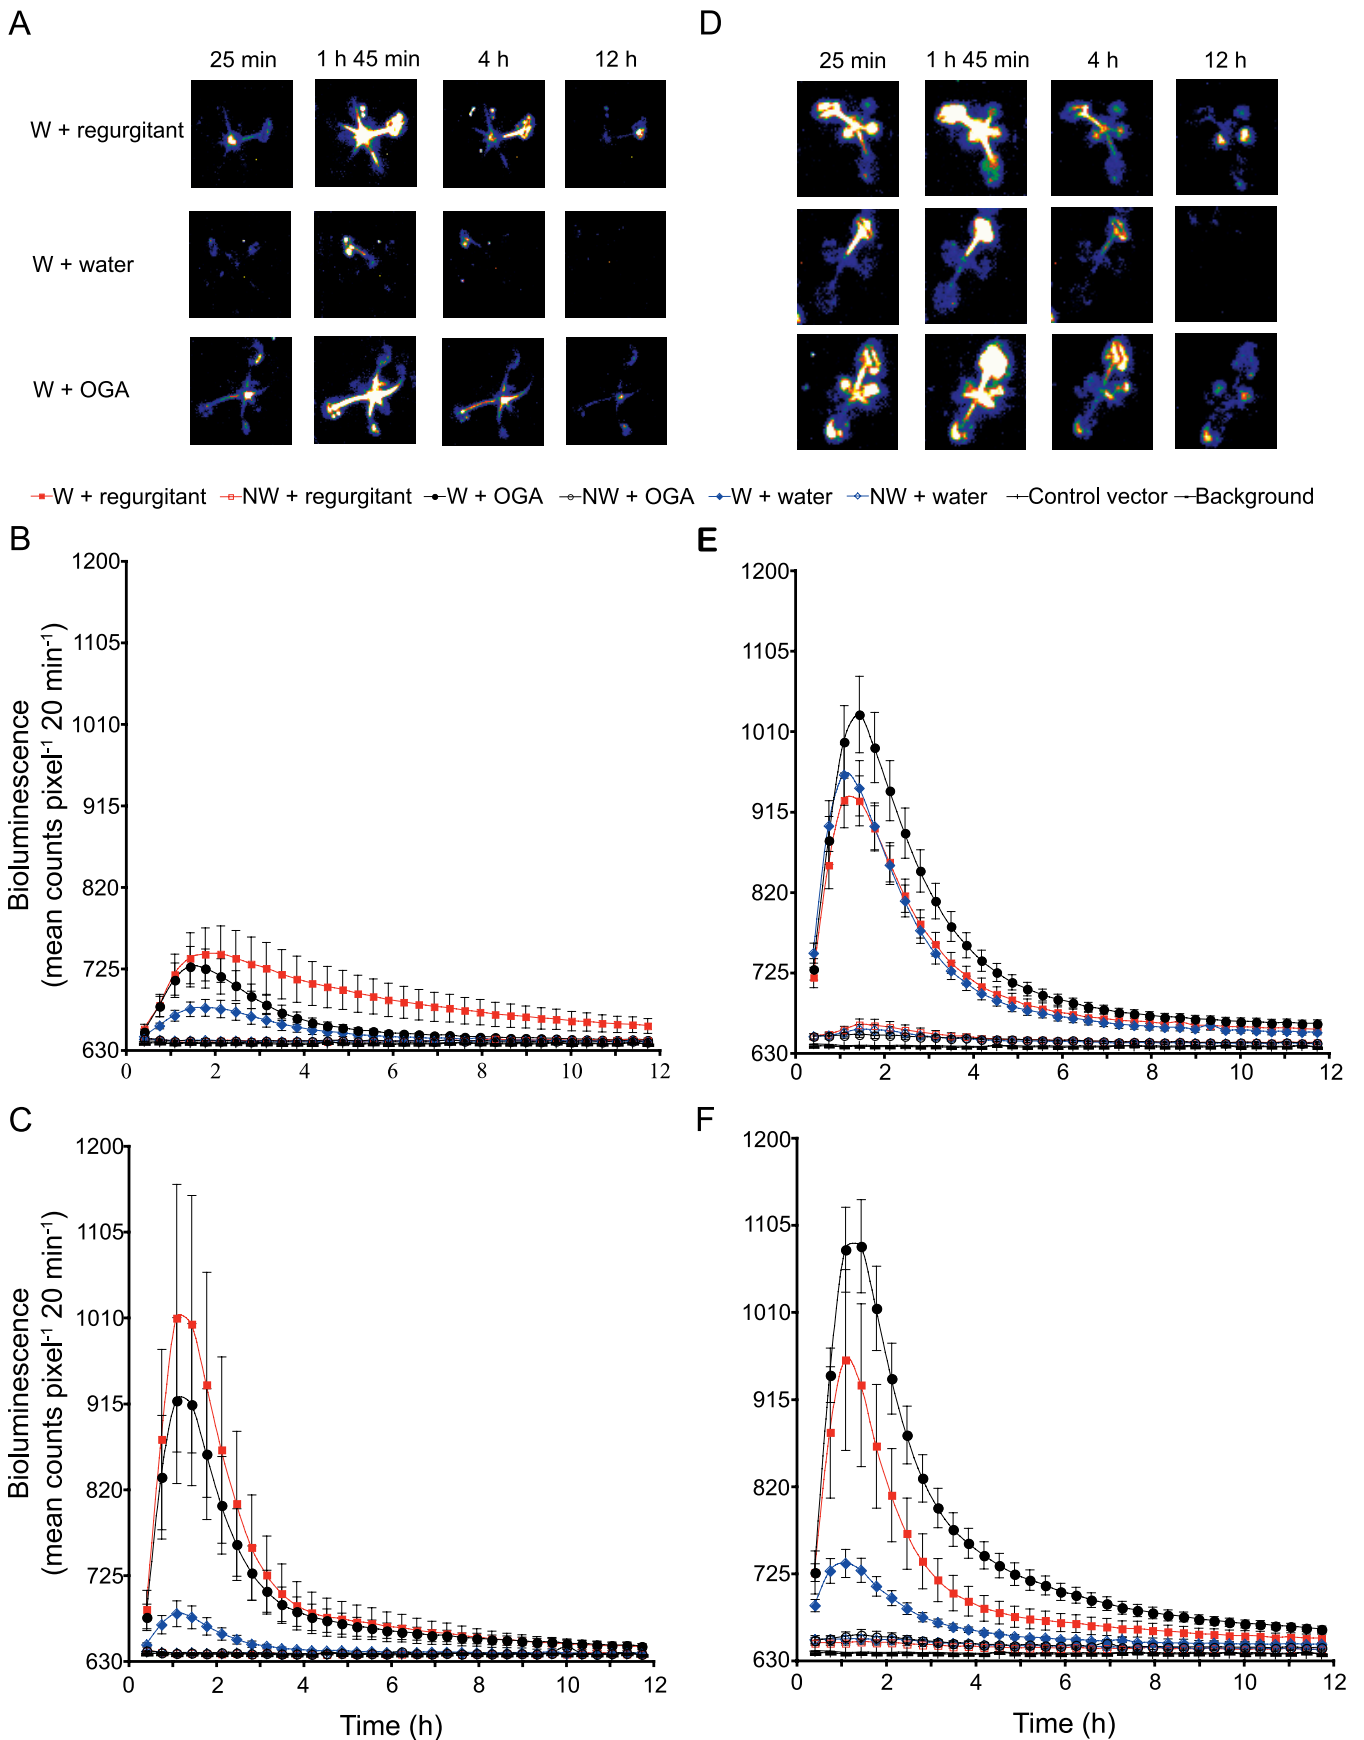 A
D
25 min 1 h 45 min 4 h 12 h
25 min 1 h 45 min 4 h 12 h
W + regurgitant
W + water
W + OGA
W + regurgitant NW + regurgitant W + OGA NW + OGA W + water NW + water Control vector Background
B
Bioluminescence
(mean counts pixel⁻¹ 20 min⁻¹)
1200
1105
1010
915
820
725
630
0 2 4 6 8 10 12
E
1200
1105
1010
915
820
725
630
0 2 4 6 8 10 12
C
Bioluminescence
(mean counts pixel⁻¹ 20 min⁻¹)
1200
1105
1010
915
820
725
630
0 2 4 6 8 10 12
Time (h)
F
1200
1105
1010
915
820
725
630
0 2 4 6 8 10 12
Time (h)